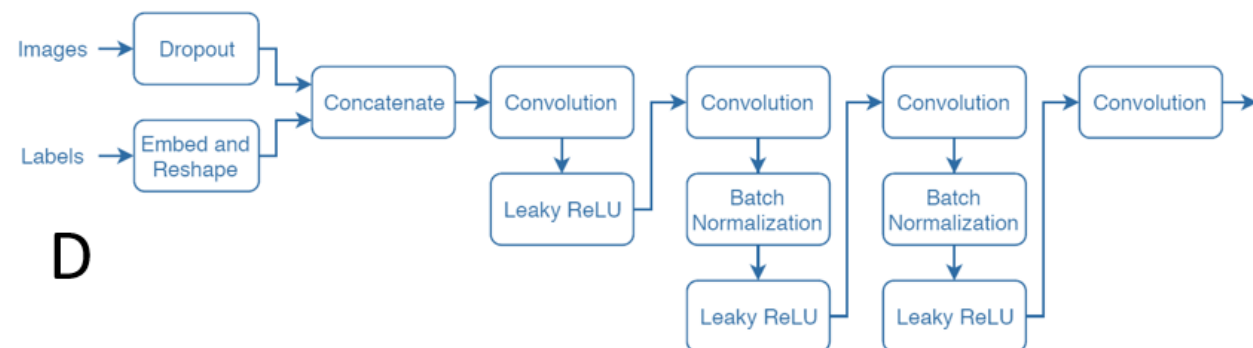 Images
Dropout
Labels
Embed and
Reshape
Concatenate
Convolution
Leaky ReLU
Convolution
Batch
Normalization
Leaky ReLU
Convolution
Batch
Normalization
Leaky ReLU
Convolution
D